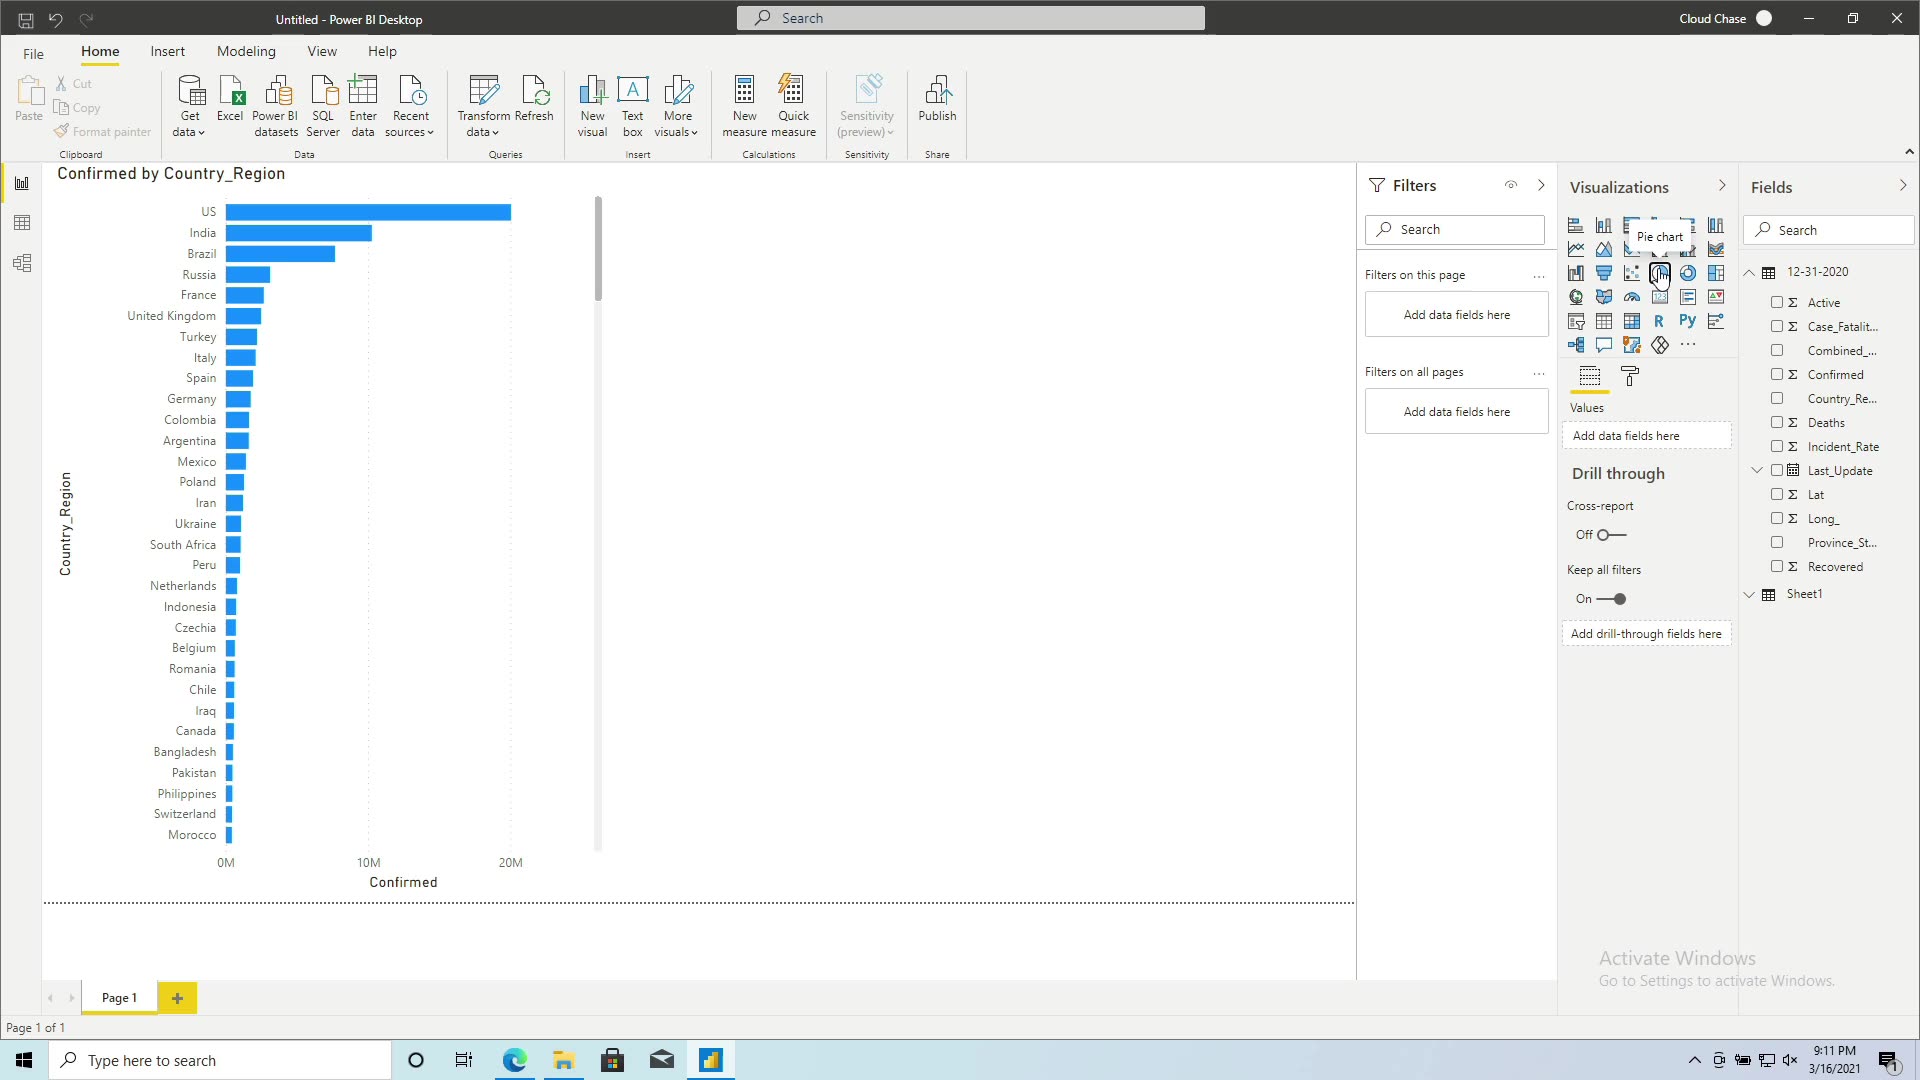 Untitled - Power BI Desktop
Search
Cloud Chase
File
Home
Insert
Modeling
View
Help
Paste
Cut
Copy
Format painter
Clipboard
Get data
Excel
Power BI datasets
SQL Server
Enter data
Recent sources
Data
Transform data
Refresh
Queries
New visual
Text box
More visuals
Insert
New measure
Quick measure
Calculations
Sensitivity (preview)
Sensitivity
Publish
Share
Confirmed by Country_Region
US
India
Brazil
Russia
France
United Kingdom
Turkey
Italy
Spain
Germany
Colombia
Argentina
Mexico
Poland
Iran
Ukraine
South Africa
Peru
Netherlands
Indonesia
Czechia
Belgium
Romania
Chile
Iraq
Canada
Bangladesh
Pakistan
Philippines
Switzerland
Morocco
Country_Region
0M 10M 20M
Confirmed
Filters
Search
Filters on this page ...
Add data fields here
Filters on all pages ...
Add data fields here
Visualizations
Pie chart
123
R Py
...
Values
Add data fields here
Drill through
Cross-report
Off
Keep all filters
On
Add drill-through fields here
Fields
Search
12-31-2020
Σ Active
Σ Case_Fatalit...
Combined_...
Σ Confirmed
Country_Re...
Σ Deaths
Σ Incident_Rate
Last_Update
Σ Lat
Σ Long_
Province_St...
Σ Recovered
Sheet1
Activate Windows
Go to Settings to activate Windows.
Page 1
+
Page 1 of 1
Type here to search
9:11 PM
3/16/2021
1